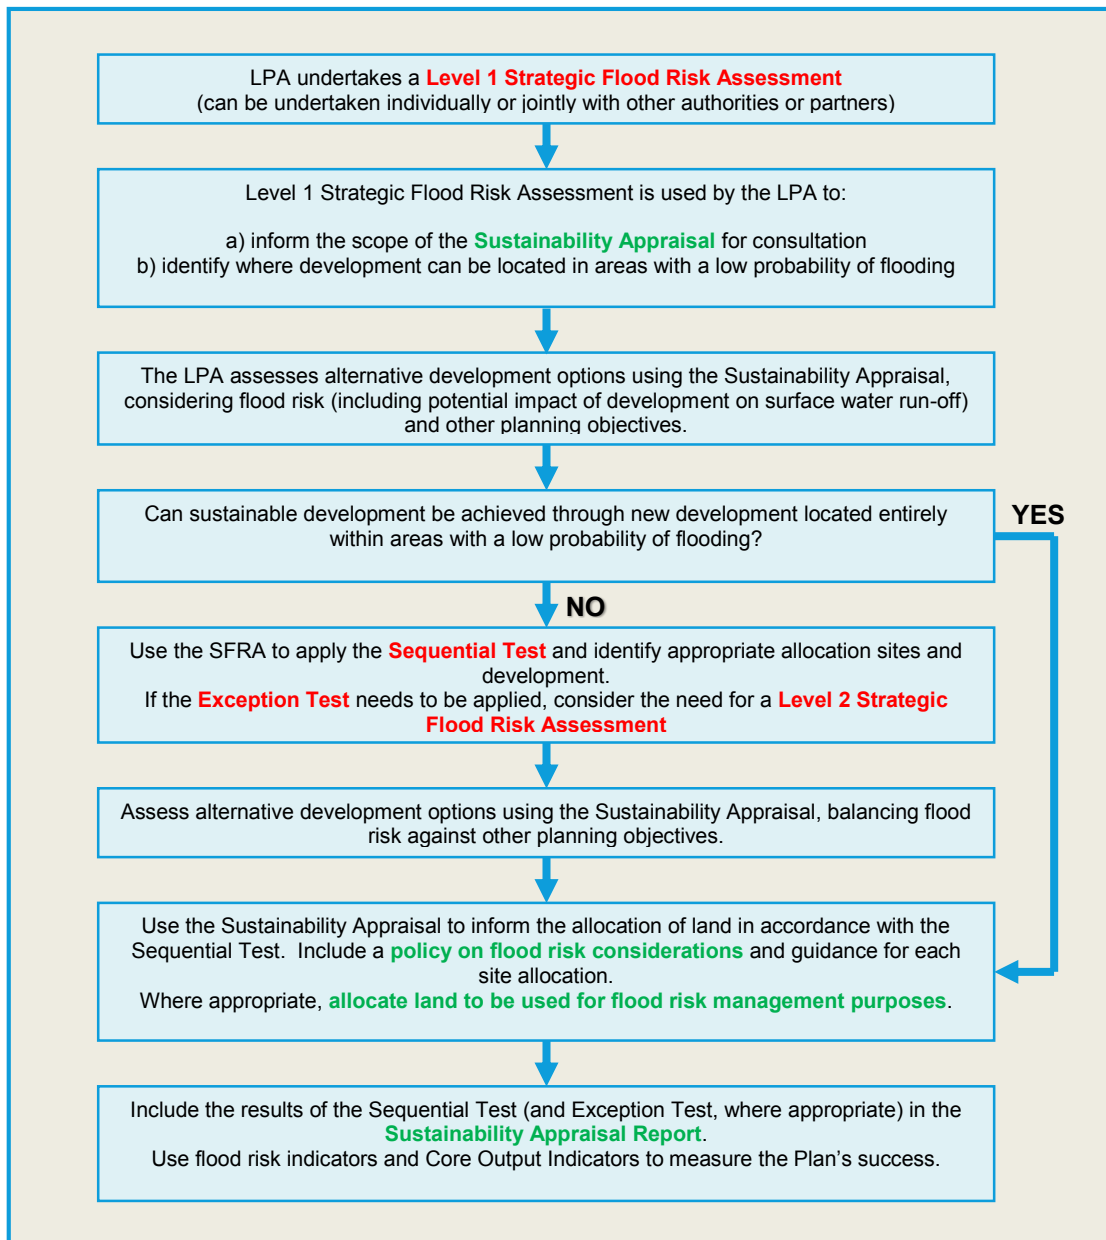 LPA undertakes a Level 1 Strategic Flood Risk Assessment
(can be undertaken individually or jointly with other authorities or partners)
Level 1 Strategic Flood Risk Assessment is used by the LPA to:
a) inform the scope of the Sustainability Appraisal for consultation
b) identify where development can be located in areas with a low probability of flooding
The LPA assesses alternative development options using the Sustainability Appraisal,
considering flood risk (including potential impact of development on surface water run-off)
and other planning objectives.
Can sustainable development be achieved through new development located entirely
within areas with a low probability of flooding?
YES
NO
Use the SFRA to apply the Sequential Test and identify appropriate allocation sites and
development.
If the Exception Test needs to be applied, consider the need for a Level 2 Strategic
Flood Risk Assessment
Assess alternative development options using the Sustainability Appraisal, balancing flood
risk against other planning objectives.
Use the Sustainability Appraisal to inform the allocation of land in accordance with the
Sequential Test.  Include a policy on flood risk considerations and guidance for each
site allocation.
Where appropriate, allocate land to be used for flood risk management purposes.
Include the results of the Sequential Test (and Exception Test, where appropriate) in the
Sustainability Appraisal Report.
Use flood risk indicators and Core Output Indicators to measure the Plan’s success.